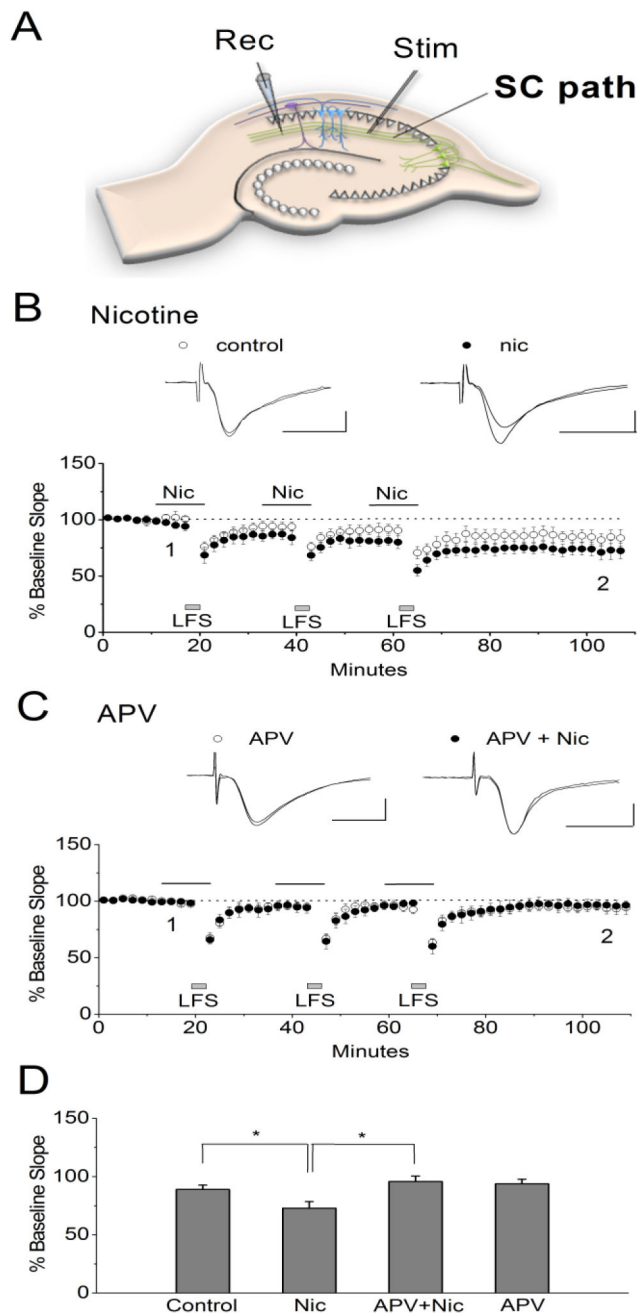 A
Rec
Stim
SC path
B
Nicotine
control
nic
150
Nic
Nic
Nic
100
1
50
2
LFS
LFS
LFS
0
0
20
40
60
80
100
% Baseline Slope
Minutes
C
APV
APV
APV + Nic
150
100
1
50
2
LFS
LFS
LFS
0
0
20
40
60
80
100
% Baseline Slope
Minutes
D
150
*
*
100
50
0
% Baseline Slope
Control
Nic
APV+Nic
APV